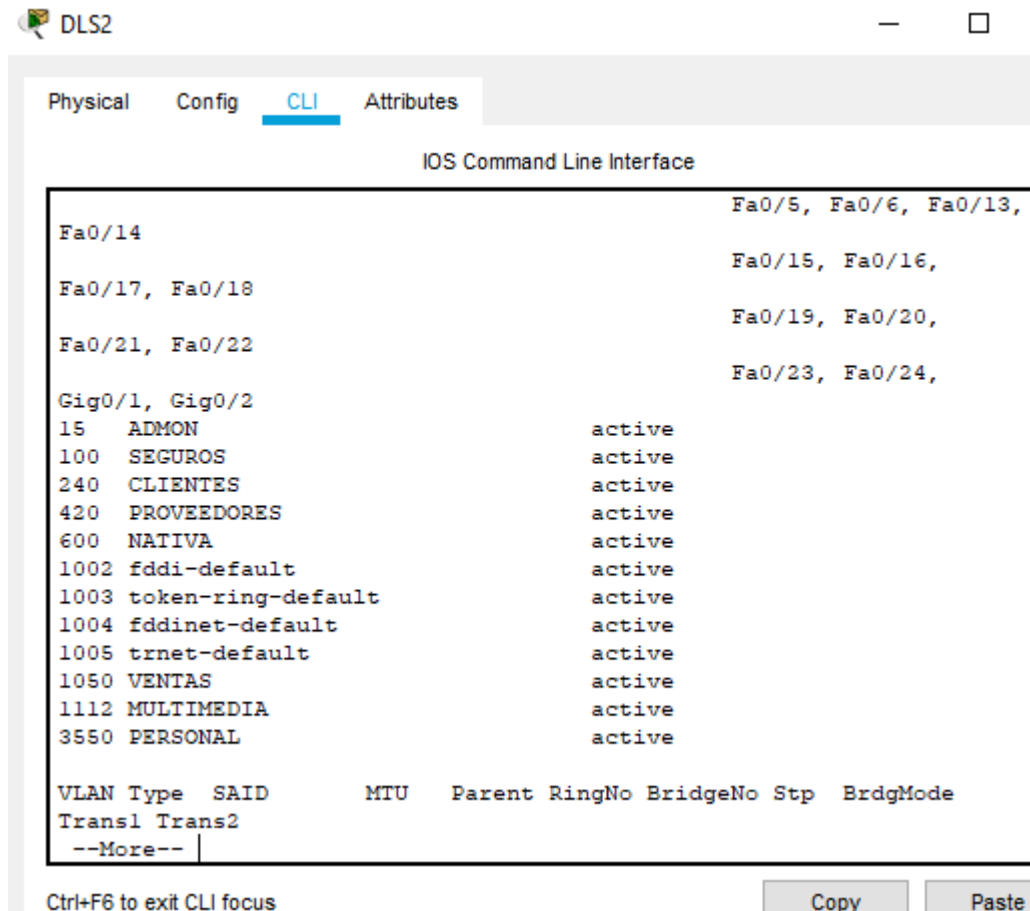 DLS2
Physical Config CLI Attributes
IOS Command Line Interface
Fa0/5, Fa0/6, Fa0/13,
Fa0/14
Fa0/15, Fa0/16,
Fa0/17, Fa0/18
Fa0/19, Fa0/20,
Fa0/21, Fa0/22
Fa0/23, Fa0/24,
Gig0/1, Gig0/2
15 ADMON active
100 SEGUROS active
240 CLIENTES active
420 PROVEEDORES active
600 NATIVA active
1002 fddi-default active
1003 token-ring-default active
1004 fddinet-default active
1005 trnet-default active
1050 VENTAS active
1112 MULTIMEDIA active
3550 PERSONAL active
VLAN Type SAID MTU Parent RingNo BridgeNo Stp BrdgMode
Trans1 Trans2
--More--
Ctrl+F6 to exit CLI focus Copy Paste